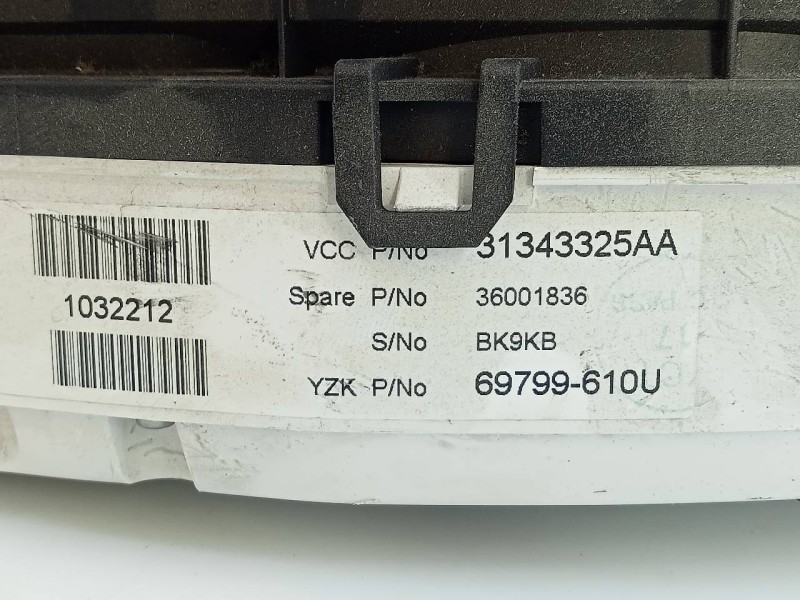 VCC P/No 31343325AA
Spare P/No 36001836
S/No BK9KB
YZK P/No 69799-610U
1032212